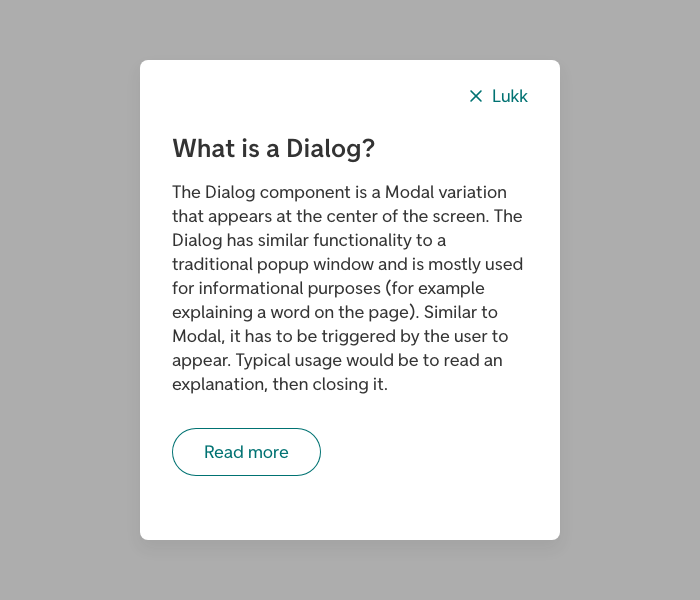 Lukk
What is a Dialog?
The Dialog component is a Modal variation
that appears at the center of the screen. The
Dialog has similar functionality to a
traditional popup window and is mostly used
for informational purposes (for example
explaining a word on the page). Similar to
Modal, it has to be triggered by the user to
appear. Typical usage would be to read an
explanation, then closing it.
Read more